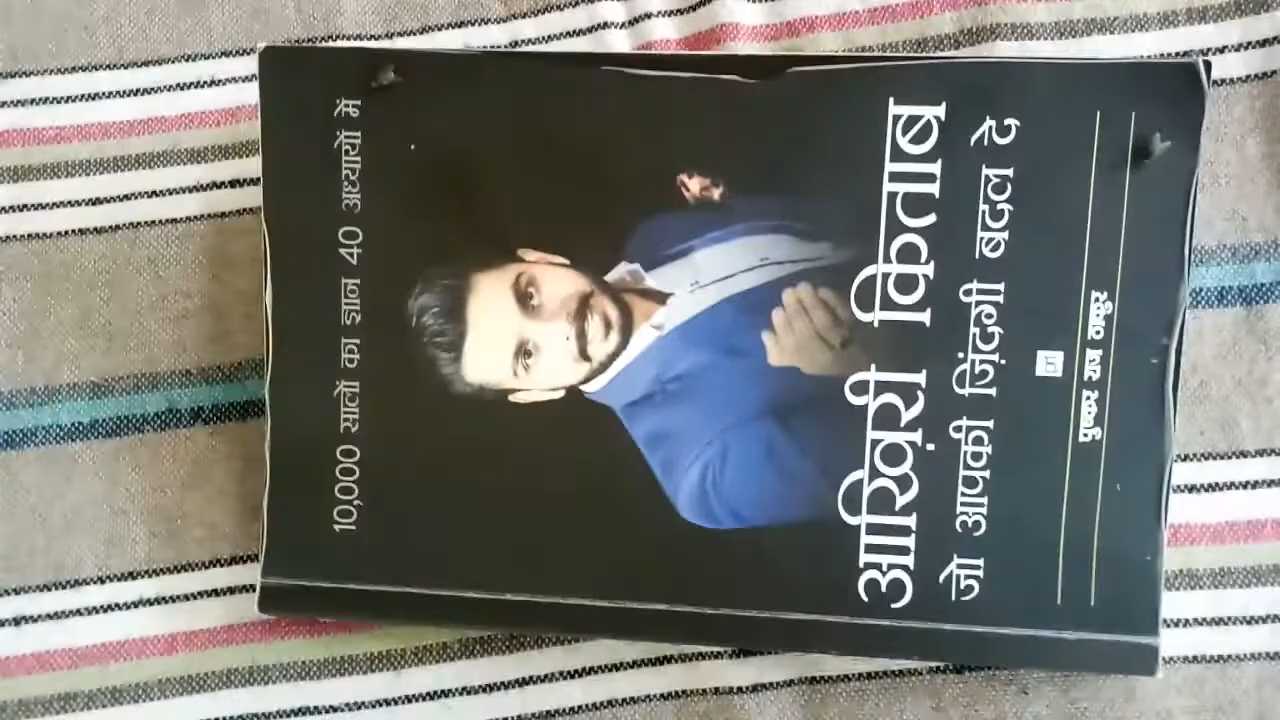 10,000 सालों का ज्ञान 40 अध्यायों में
आखि़री किताब
जो आपकी ज़िंदगी बदल दे